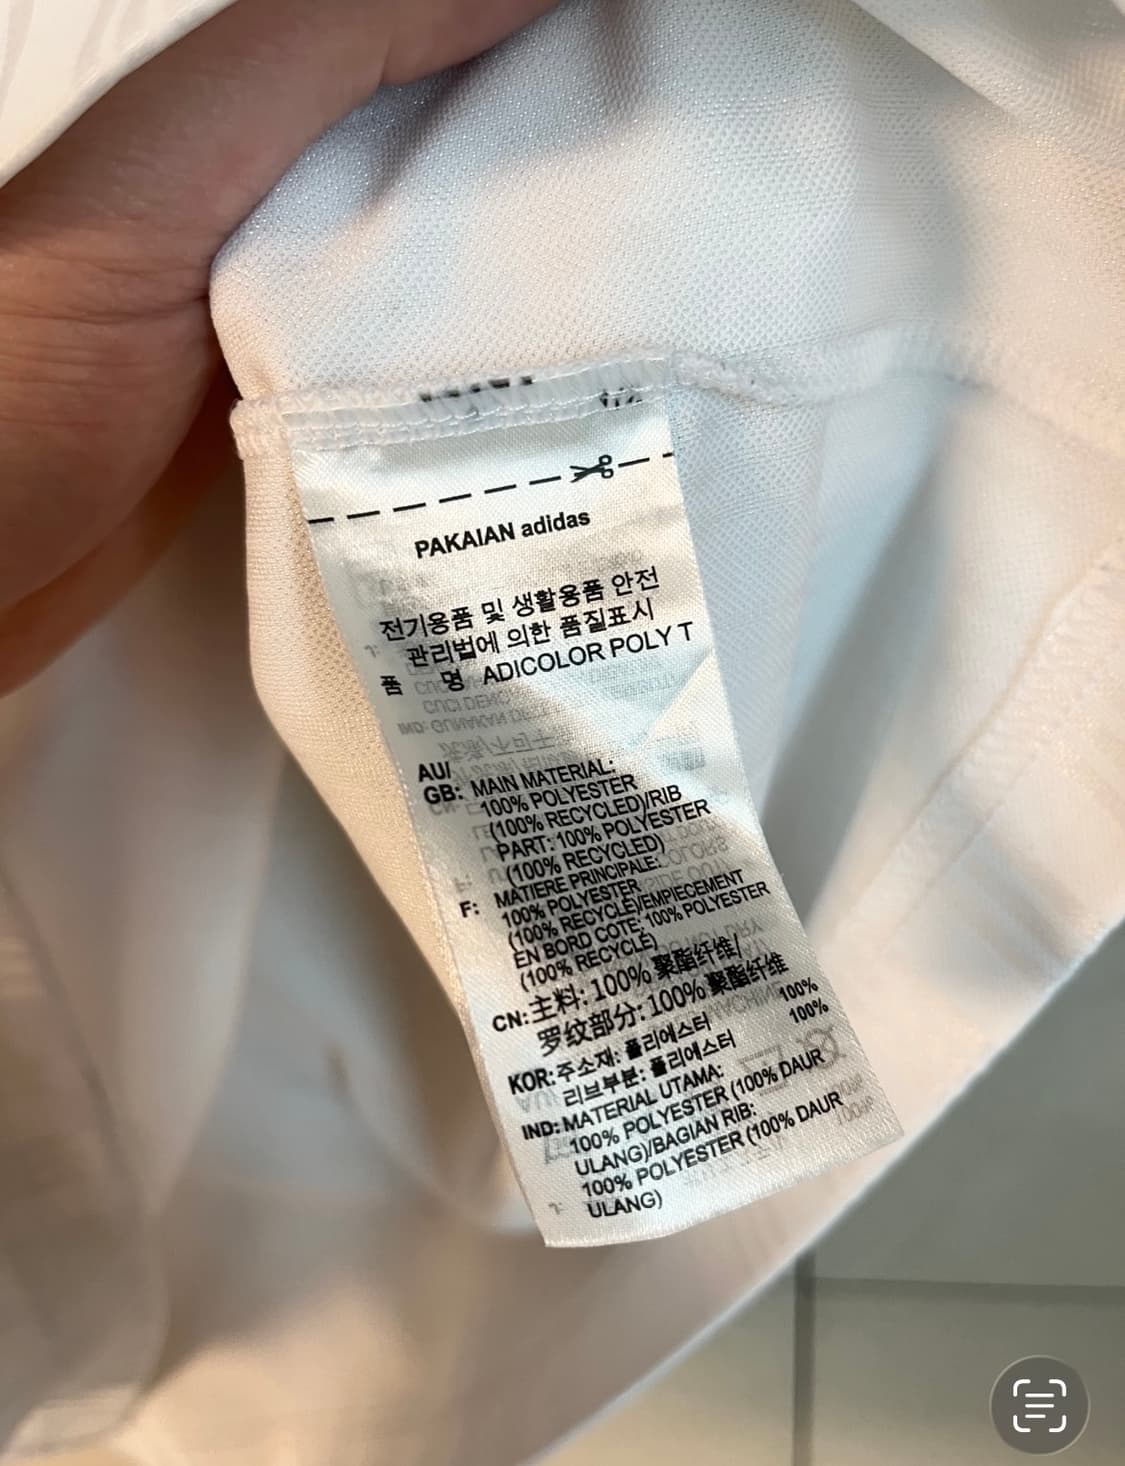 PAKAIAN adidas
전기용품 및 생활용품 안전
관리법에 의한 품질표시
품 명 ADICOLOR POLY T
AU/
GB: MAIN MATERIAL:
100% POLYESTER
(100% RECYCLED)/RIB
PART: 100% POLYESTER
(100% RECYCLED)
F: MATIERE PRINCIPALE:
100% POLYESTER
(100% RECYCLÉ)/EMPIECEMENT
EN BORD COTE: 100% POLYESTER
(100% RECYCLÉ)
CN: 主料: 100% 聚酯纤维/
罗纹部分: 100% 聚酯纤维
KOR: 주소재: 폴리에스터 100%
리브부분: 폴리에스터 100%
IND: MATERIAL UTAMA:
100% POLYESTER (100% DAUR
ULANG)/BAGIAN RIB:
100% POLYESTER (100% DAUR
ULANG)